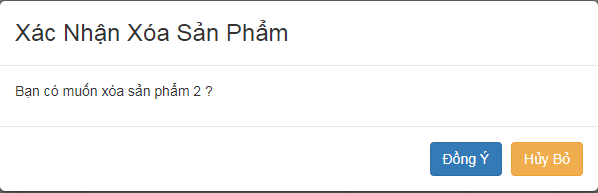 Xác Nhận Xóa Sản Phẩm
Bạn có muốn xóa sản phẩm 2 ?
Đồng Ý
Hủy Bỏ